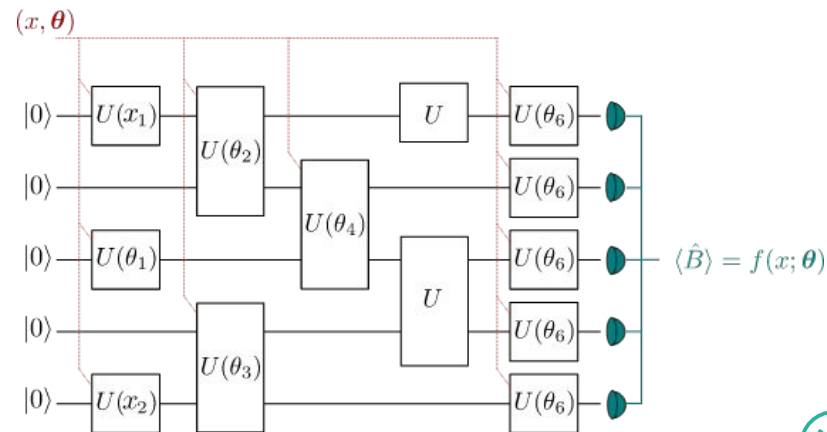 (x, θ)
|0⟩ U(x₁) U U(θ₆)
U(θ₂)
|0⟩ U(θ₆)
U(θ₄)
|0⟩ U(θ₁) U(θ₆) ⟨B̂⟩ = f(x; θ)
U
|0⟩ U(θ₆)
U(θ₃)
|0⟩ U(x₂) U(θ₆)